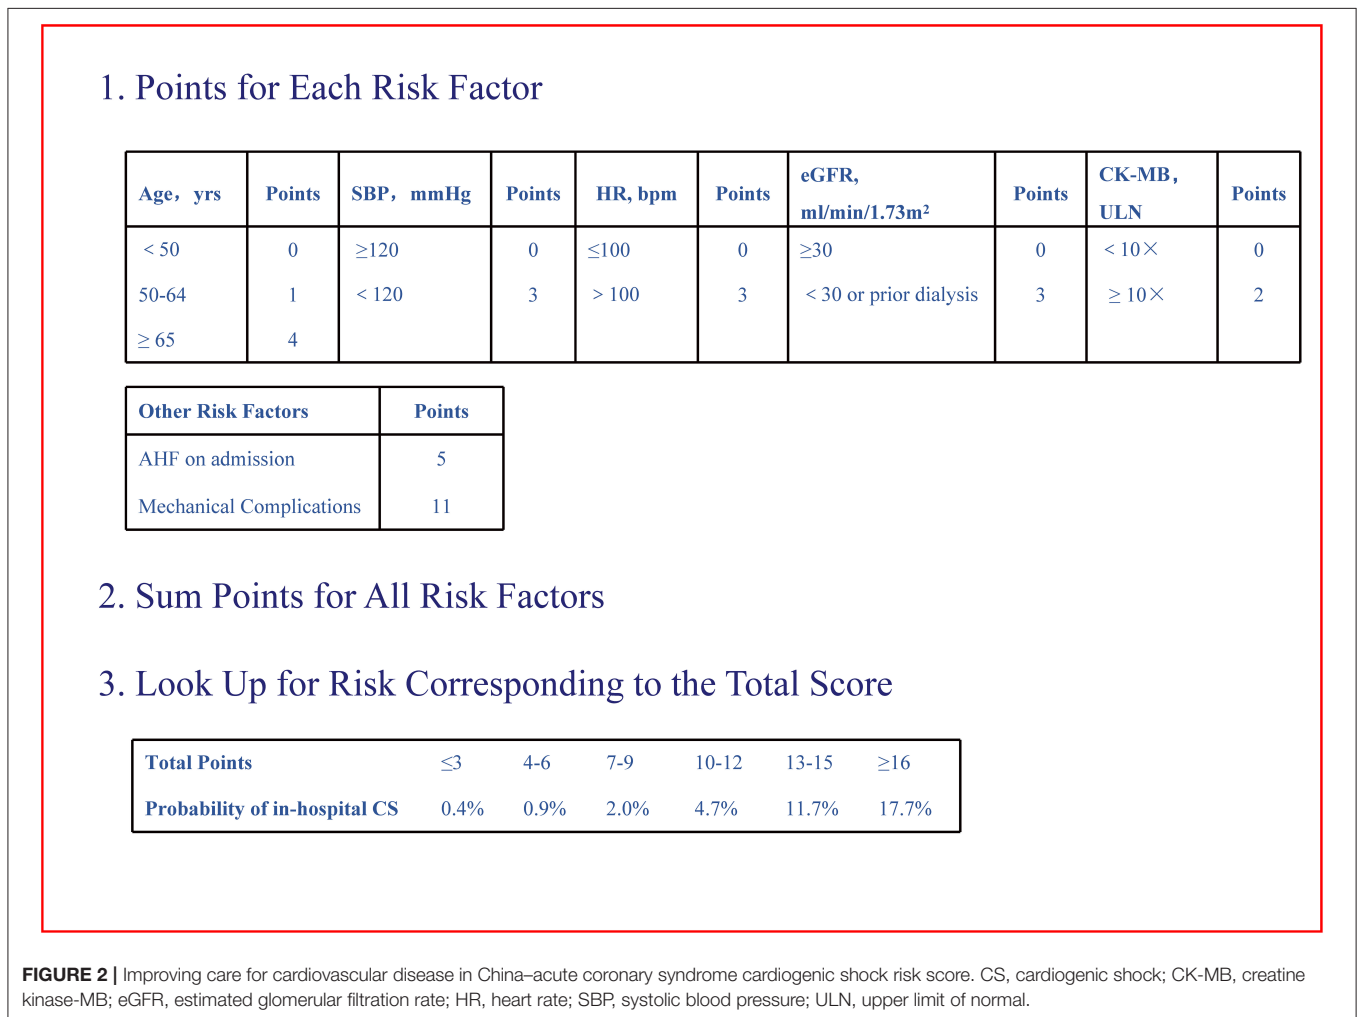 1. Points for Each Risk Factor
Age，yrs Points SBP，mmHg Points HR, bpm Points eGFR, ml/min/1.73m² Points CK-MB，ULN Points
< 50 0 ≥120 0 ≤100 0 ≥30 0 < 10× 0
50-64 1 < 120 3 > 100 3 < 30 or prior dialysis 3 ≥ 10× 2
≥ 65 4
Other Risk Factors Points
AHF on admission 5
Mechanical Complications 11
2. Sum Points for All Risk Factors
3. Look Up for Risk Corresponding to the Total Score
Total Points ≤3 4-6 7-9 10-12 13-15 ≥16
Probability of in-hospital CS 0.4% 0.9% 2.0% 4.7% 11.7% 17.7%
FIGURE 2 | Improving care for cardiovascular disease in China–acute coronary syndrome cardiogenic shock risk score. CS, cardiogenic shock; CK-MB, creatine
kinase-MB; eGFR, estimated glomerular filtration rate; HR, heart rate; SBP, systolic blood pressure; ULN, upper limit of normal.